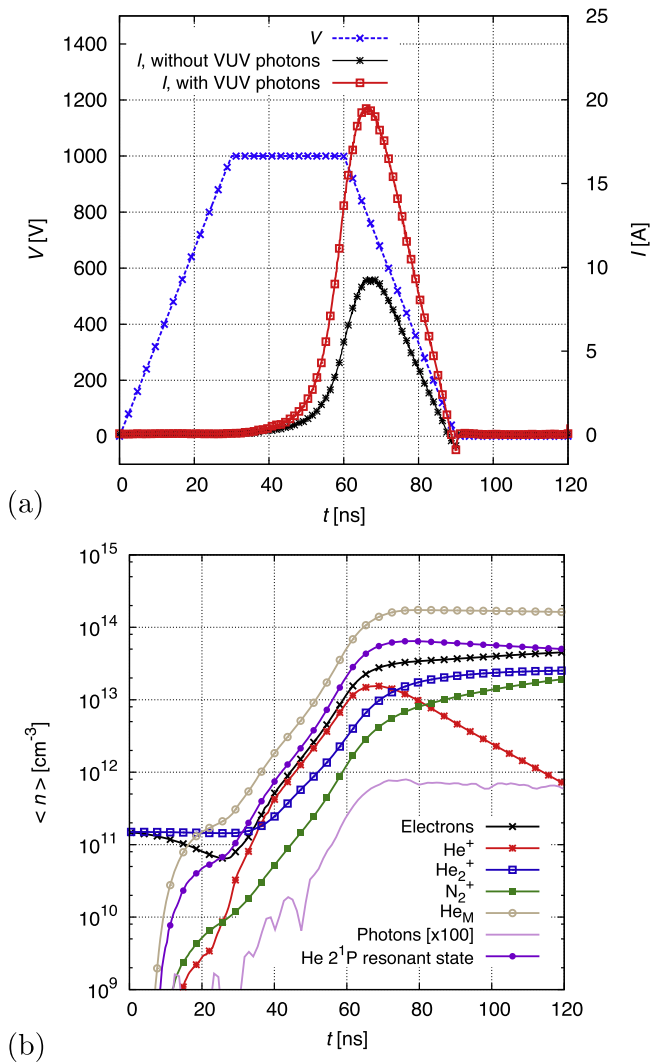 (a)
V [V]
1400
1200
1000
800
600
400
200
0
V
I, without VUV photons
I, with VUV photons
25
20
15
10
5
0
I [A]
0 20 40 60 80 100 120
t [ns]
(b)
< n > [cm-3]
10^15
10^14
10^13
10^12
10^11
10^10
10^9
Electrons
He+
He2+
N2+
HeM
Photons [x100]
He 2^1P resonant state
0 20 40 60 80 100 120
t [ns]